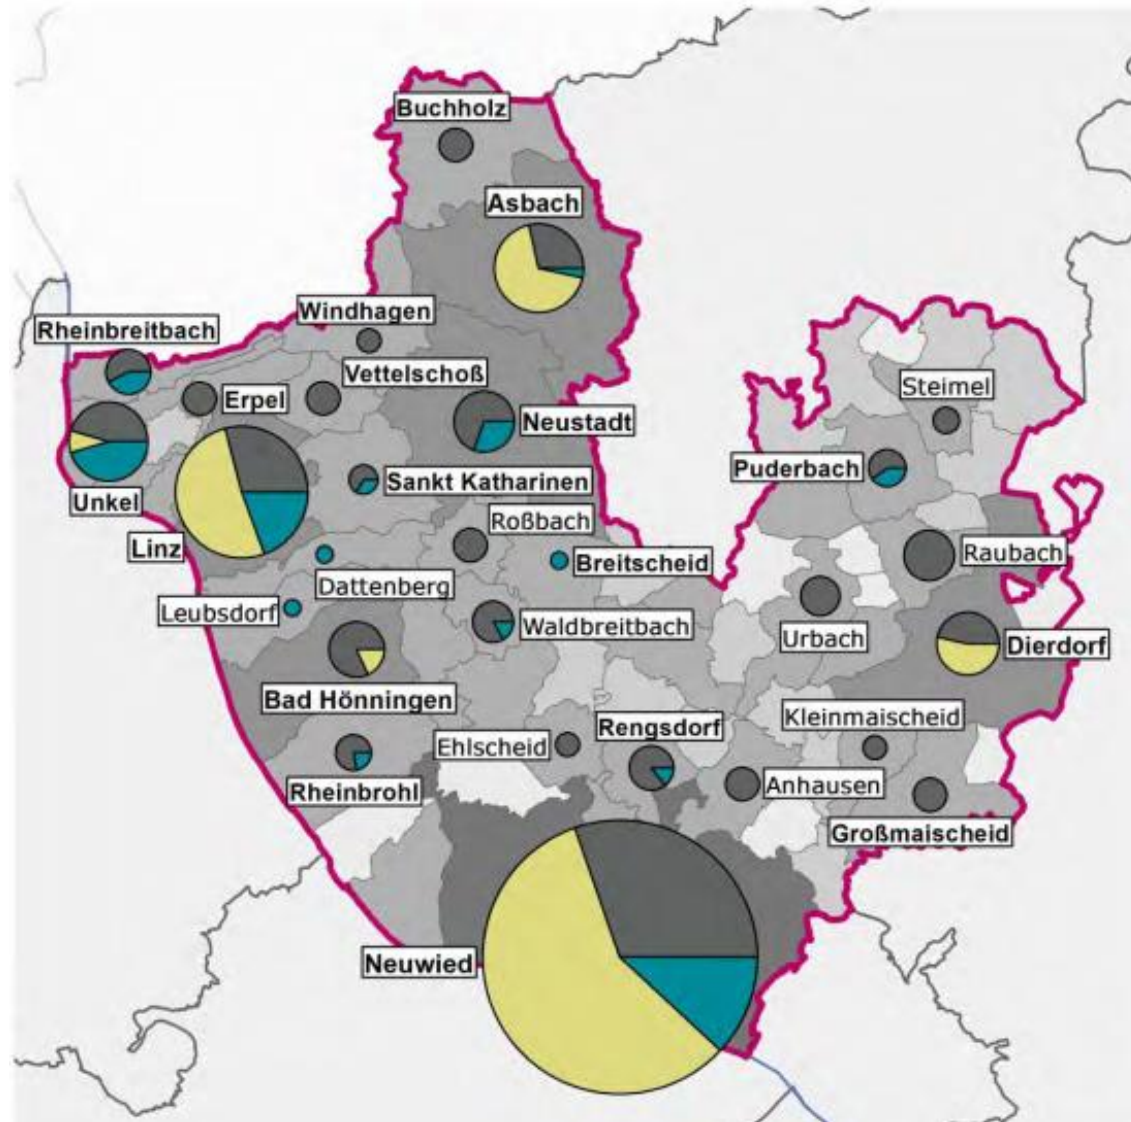 Buchholz
Asbach
Windhagen
Rheinbreitbach
Vettelschoß
Erpel
Steimel
Neustadt
Puderbach
Sankt Katharinen
Unkel
Roßbach
Linz
Raubach
Breitscheid
Dattenberg
Leubsdorf
Waldbreitbach
Urbach
Dierdorf
Bad Hönningen
Kleinmaischeid
Rengsdorf
Ehlscheid
Anhausen
Rheinbrohl
Großmaischeid
Neuwied